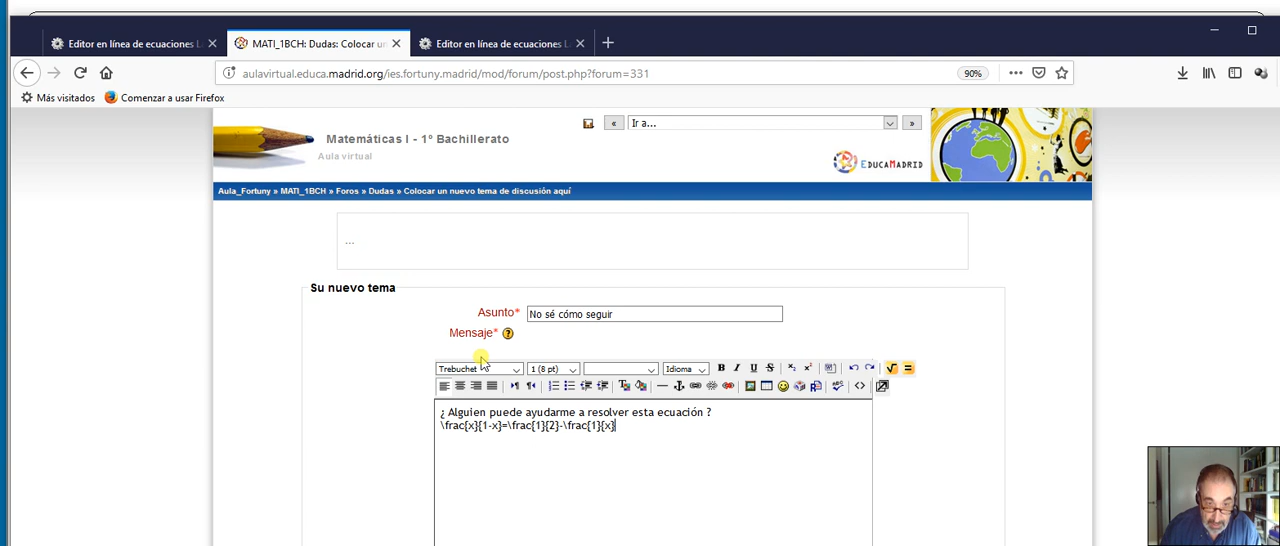 Editor en línea de ecuaciones L
MATI_1BCH: Dudas: Colocar un
Editor en línea de ecuaciones L
aulavirtual.educa.madrid.org/ies.fortuny.madrid/mod/forum/post.php?forum=331
90%
Más visitados
Comenzar a usar Firefox
Matemáticas I - 1º Bachillerato
Aula virtual
Ir a...
EDUCAMADRID
Aula_Fortuny » MATI_1BCH » Foros » Dudas » Colocar un nuevo tema de discusión aquí
...
Su nuevo tema
Asunto*
No sé cómo seguir
Mensaje*
Trebuchet
1 (8 pt)
Idioma
B I U S
¿ Alguien puede ayudarme a resolver esta ecuación ?
\frac{x}{1-x}=\frac{1}{2}-\frac{1}{x}